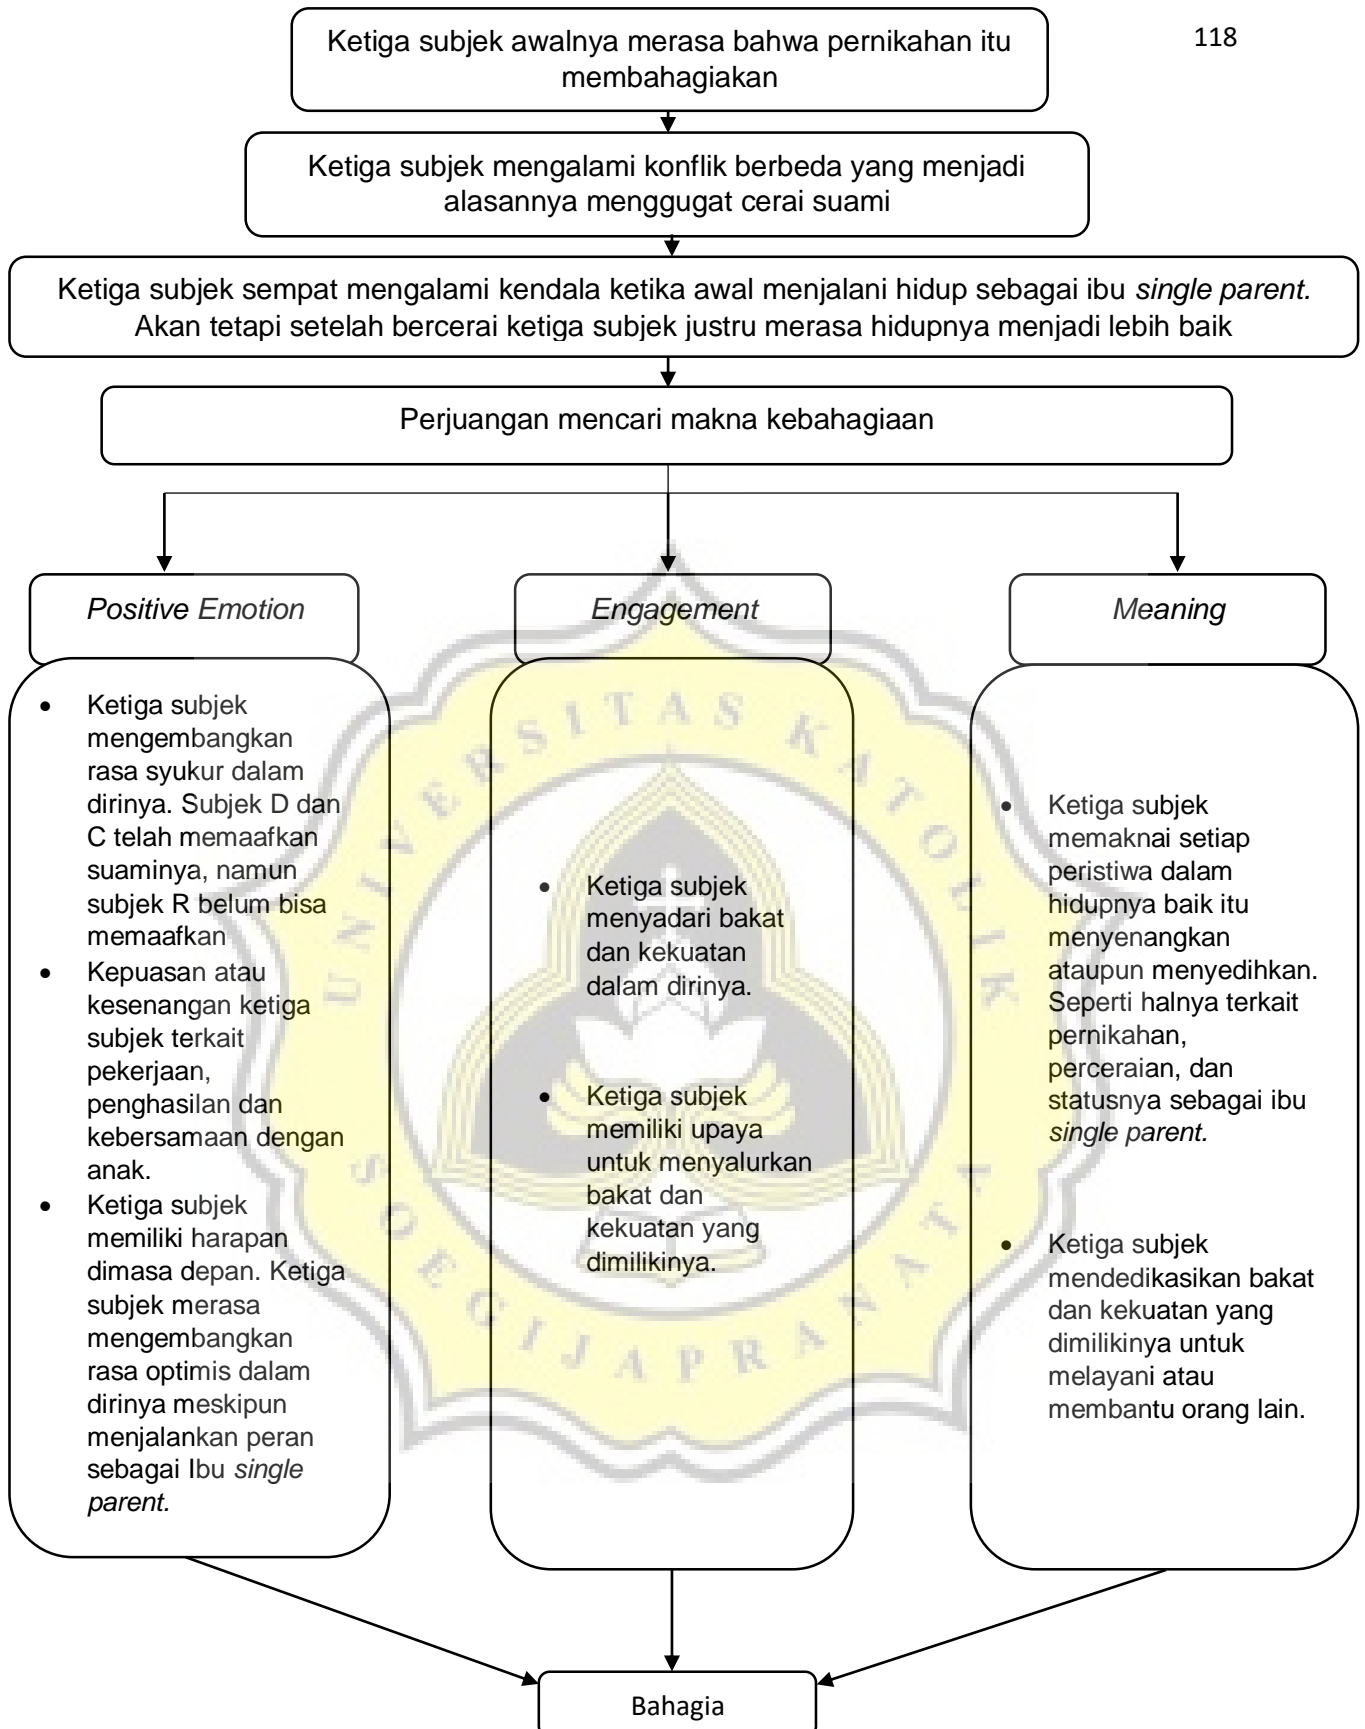 118
Ketiga subjek awalnya merasa bahwa pernikahan itu
membahagiakan
Ketiga subjek mengalami konflik berbeda yang menjadi
alasannya menggugat cerai suami
Ketiga subjek sempat mengalami kendala ketika awal menjalani hidup sebagai ibu single parent.
Akan tetapi setelah bercerai ketiga subjek justru merasa hidupnya menjadi lebih baik
Perjuangan mencari makna kebahagiaan
Positive Emotion
• Ketiga subjek
mengembangkan
rasa syukur dalam
dirinya. Subjek D dan
C telah memaafkan
suaminya, namun
subjek R belum bisa
memaafkan
• Kepuasan atau
kesenangan ketiga
subjek terkait
pekerjaan,
penghasilan dan
kebersamaan dengan
anak.
• Ketiga subjek
memiliki harapan
dimasa depan. Ketiga
subjek merasa
mengembangkan
rasa optimis dalam
dirinya meskipun
menjalankan peran
sebagai Ibu single
parent.
Engagement
• Ketiga subjek
menyadari bakat
dan kekuatan
dalam dirinya.
• Ketiga subjek
memiliki upaya
untuk menyalurkan
bakat dan
kekuatan yang
dimilikinya.
Meaning
• Ketiga subjek
memaknai setiap
peristiwa dalam
hidupnya baik itu
menyenangkan
ataupun menyedihkan.
Seperti halnya terkait
pernikahan,
perceraian, dan
statusnya sebagai ibu
single parent.
• Ketiga subjek
mendedikasikan bakat
dan kekuatan yang
dimilikinya untuk
melayani atau
membantu orang lain.
Bahagia
UNIVERSITAS KATOLIK
SOEGIJAPRANATA